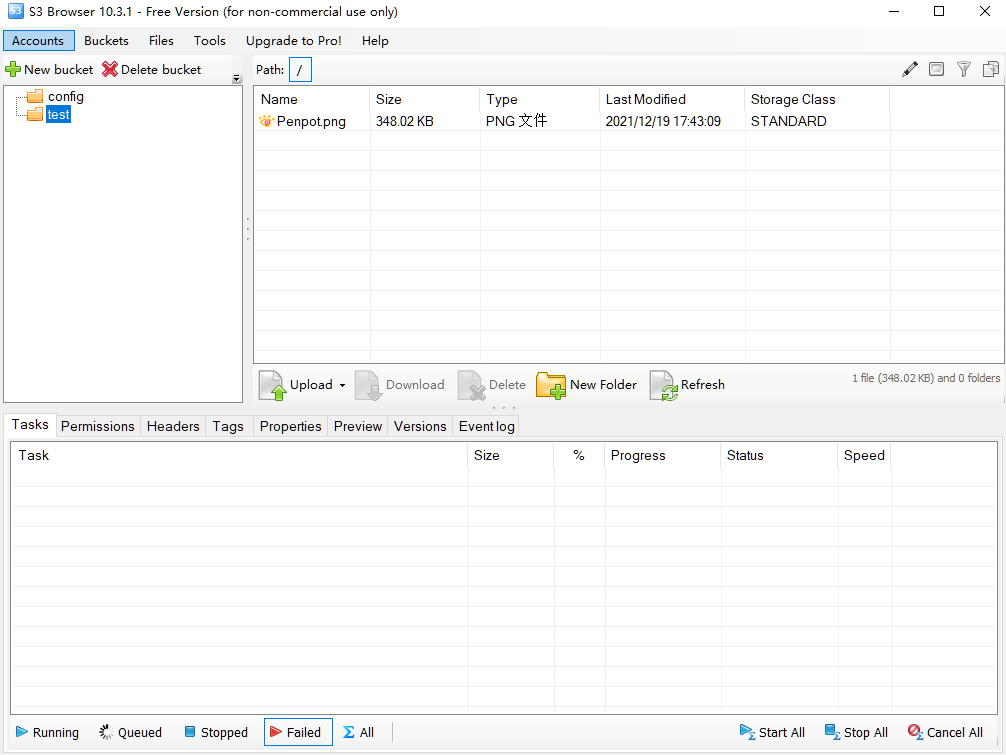 S3 Browser 10.3.1 - Free Version (for non-commercial use only)
Accounts Buckets Files Tools Upgrade to Pro! Help
New bucket Delete bucket
Path: /
config
test
Name Size Type Last Modified Storage Class
Penpot.png 348.02 KB PNG 文件 2021/12/19 17:43:09 STANDARD
Upload Download Delete New Folder Refresh
1 file (348.02 KB) and 0 folders
Tasks Permissions Headers Tags Properties Preview Versions Event log
Task Size % Progress Status Speed
Running Queued Stopped Failed All Start All Stop All Cancel All